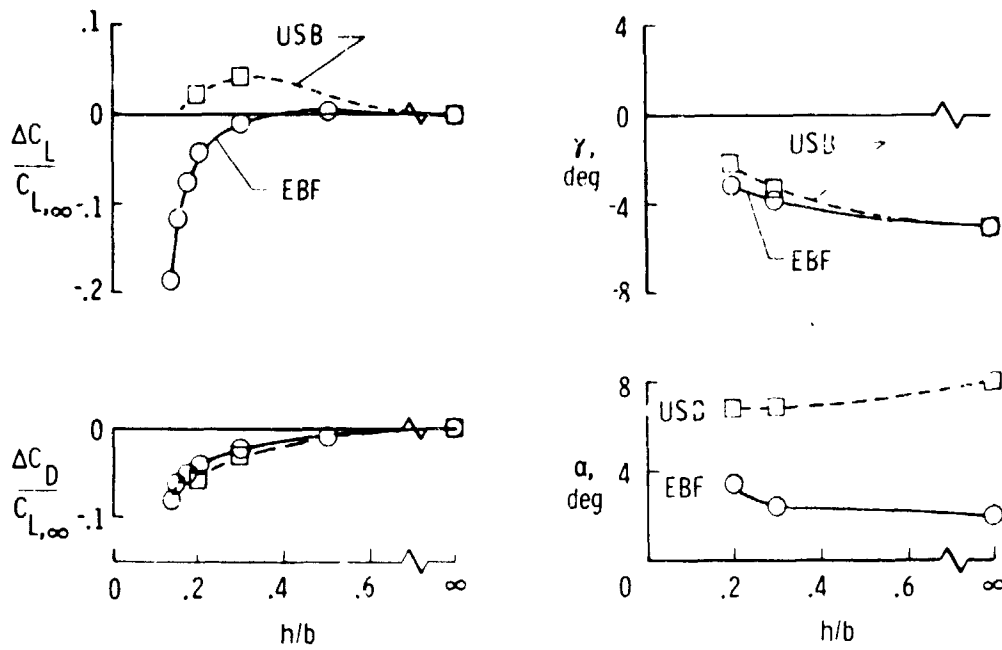 .1
0
-.1
-.2
ΔC_L
C_L,∞
USB
EBF
0
-.1
ΔC_D
C_L,∞
0 .2 .4 .6 ∞
h/b
4
0
-4
-8
γ,
deg
USB
EBF
8
4
0
α,
deg
USB
EBF
.2 .4 .6 ∞
h/b